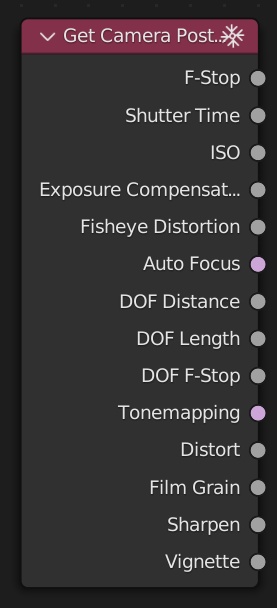 Get Camera Post...
F-Stop
Shutter Time
ISO
Exposure Compensat...
Fisheye Distortion
Auto Focus
DOF Distance
DOF Length
DOF F-Stop
Tonemapping
Distort
Film Grain
Sharpen
Vignette